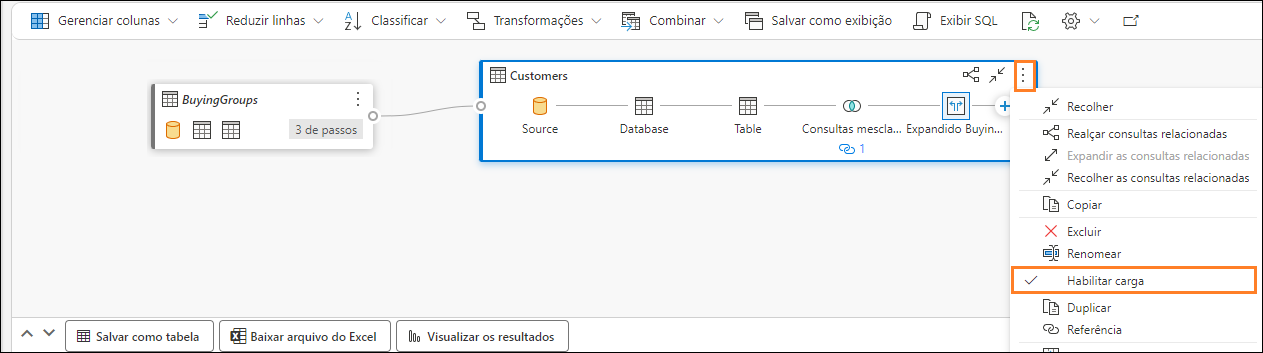 Gerenciar colunas Reduzir linhas Classificar Transformações Combinar Salvar como exibição Exibir SQL
Customers
BuyingGroups
3 de passos
Source Database Table Consultas mescla... Expandido Buyin...
1
Recolher
Realçar consultas relacionadas
Expandir as consultas relacionadas
Recolher as consultas relacionadas
Copiar
Excluir
Renomear
Habilitar carga
Duplicar
Referência
Salvar como tabela Baixar arquivo do Excel Visualizar os resultados